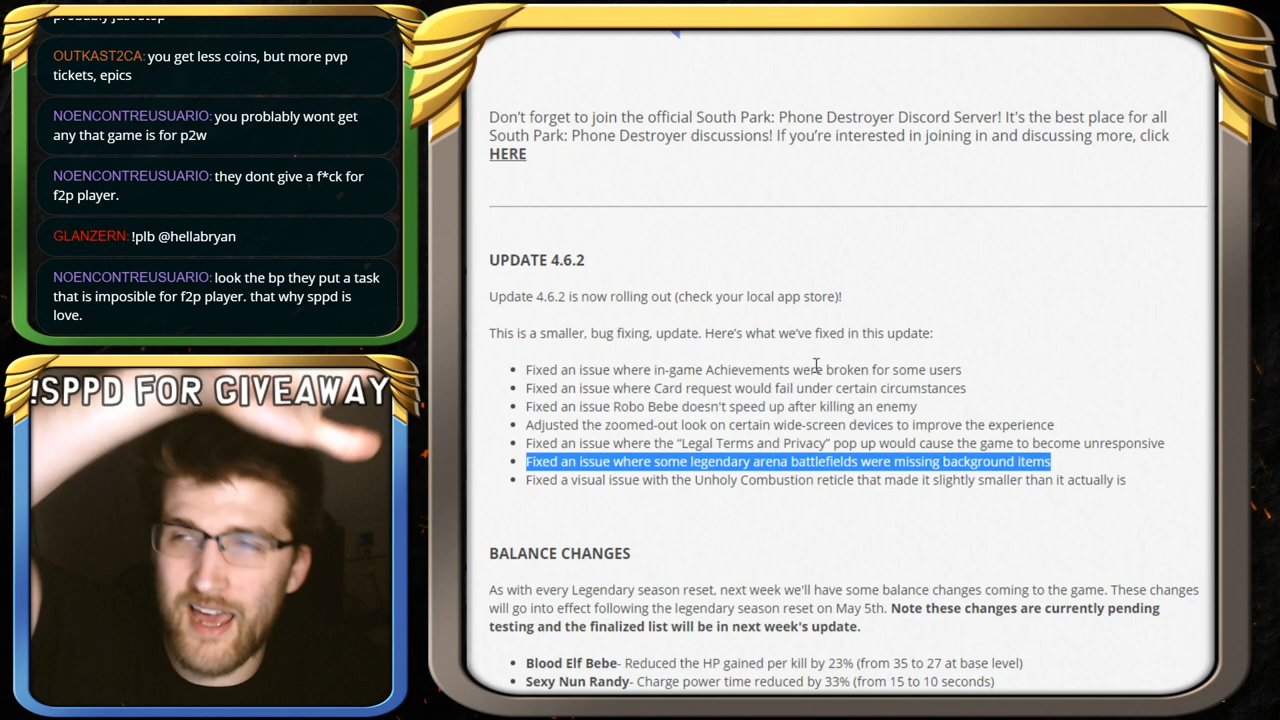 OUTKAST2CA: you get less coins, but more pvp
tickets, epics
NOENCONTREUSUARIO: you problably wont get
any that game is for p2w
NOENCONTREUSUARIO: they dont give a f*ck for
f2p player.
GLANZERN: !plb @hellabryan
NOENCONTREUSUARIO: look the bp they put a task
that is imposible for f2p player. that why sppd is
love.
!SPPD FOR GIVEAWAY
Don't forget to join the official South Park: Phone Destroyer Discord Server! It's the best place for all
South Park: Phone Destroyer discussions! If you're interested in joining in and discussing more, click
HERE
UPDATE 4.6.2
Update 4.6.2 is now rolling out (check your local app store)!
This is a smaller, bug fixing, update. Here's what we've fixed in this update:
• Fixed an issue where in-game Achievements were broken for some users
• Fixed an issue where Card request would fail under certain circumstances
• Fixed an issue Robo Bebe doesn't speed up after killing an enemy
• Adjusted the zoomed-out look on certain wide-screen devices to improve the experience
• Fixed an issue where the “Legal Terms and Privacy” pop up would cause the game to become unresponsive
• Fixed an issue where some legendary arena battlefields were missing background items
• Fixed a visual issue with the Unholy Combustion reticle that made it slightly smaller than it actually is
BALANCE CHANGES
As with every Legendary season reset, next week we'll have some balance changes coming to the game. These changes
will go into effect following the legendary season reset on May 5th. Note these changes are currently pending
testing and the finalized list will be in next week's update.
• Blood Elf Bebe- Reduced the HP gained per kill by 23% (from 35 to 27 at base level)
• Sexy Nun Randy- Charge power time reduced by 33% (from 15 to 10 seconds)